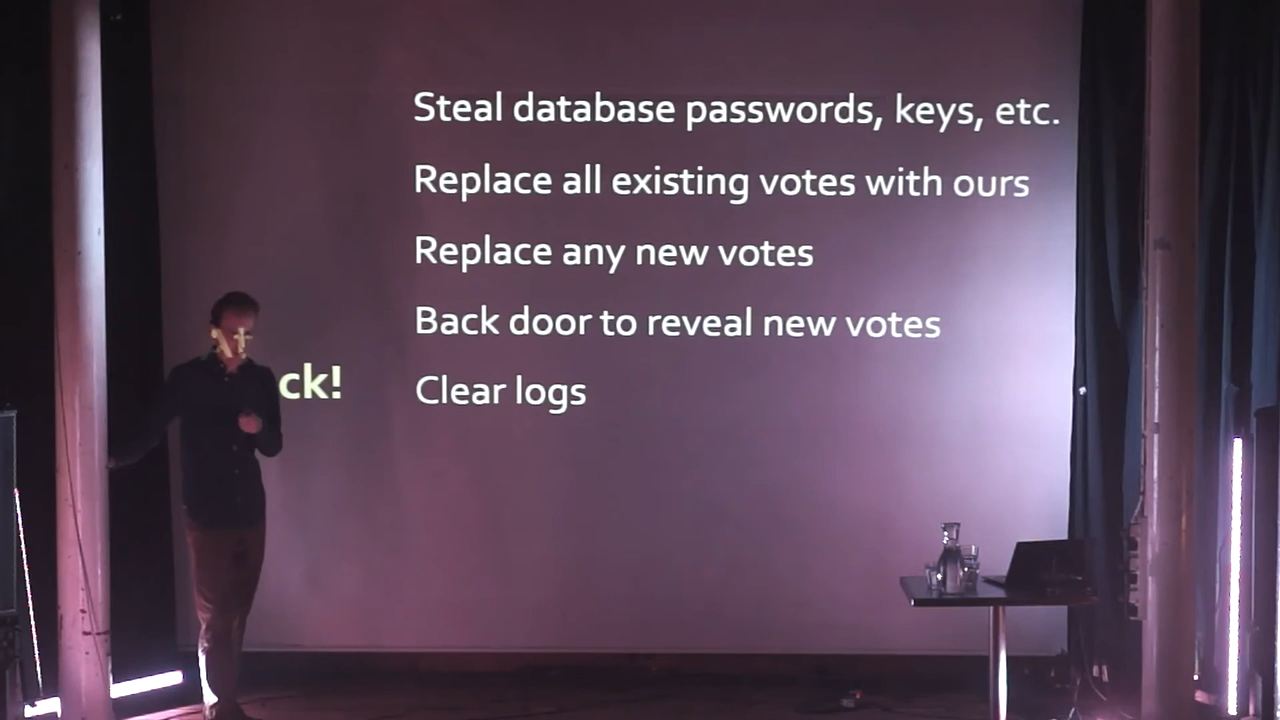 Steal database passwords, keys, etc.
Replace all existing votes with ours
Replace any new votes
Back door to reveal new votes
ck!
Clear logs